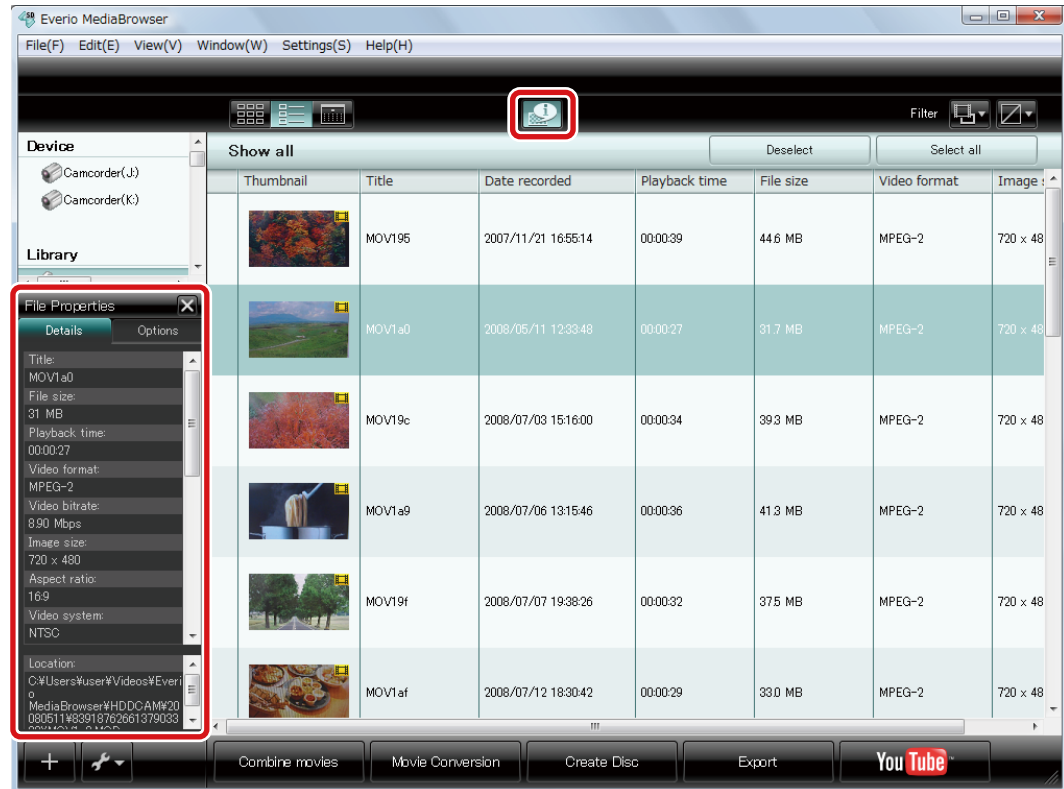 Everio MediaBrowser
File(F) Edit(E) View(V) Window(W) Settings(S) Help(H)
Filter
Device
Camcorder(J:)
Camcorder(K:)
Library
Show all
Deselect
Select all
Thumbnail Title Date recorded Playback time File size Video format Image
MOV195 2007/11/21 16:55:14 00:00:39 44.6 MB MPEG-2 720 x 48
MOV1a0 2008/05/11 12:33:48 00:00:27 31.7 MB MPEG-2 720 x 48
MOV19c 2008/07/03 15:16:00 00:00:34 39.3 MB MPEG-2 720 x 48
MOV1a9 2008/07/06 13:15:46 00:00:36 41.3 MB MPEG-2 720 x 48
MOV19f 2008/07/07 19:38:26 00:00:32 37.5 MB MPEG-2 720 x 48
MOV1af 2008/07/12 18:30:42 00:00:29 33.0 MB MPEG-2 720 x 48
File Properties
Details Options
Title:
MOV1a0
File size:
31 MB
Playback time:
00:00:27
Video format:
MPEG-2
Video bitrate:
8.90 Mbps
Image size:
720 x 480
Aspect ratio:
16:9
Video system:
NTSC
Location:
C:¥Users¥user¥Videos¥Everi
o
MediaBrowser¥HDDCAM¥20
080511¥83918762661379033
Combine movies
Movie Conversion
Create Disc
Export
YouTube